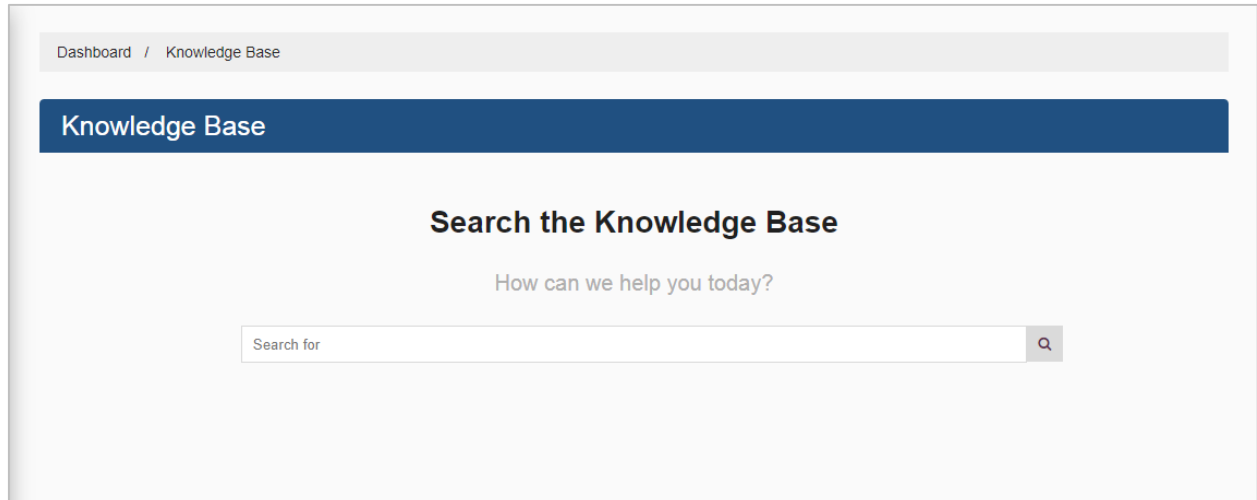 Dashboard / Knowledge Base
Knowledge Base
Search the Knowledge Base
How can we help you today?
Search for